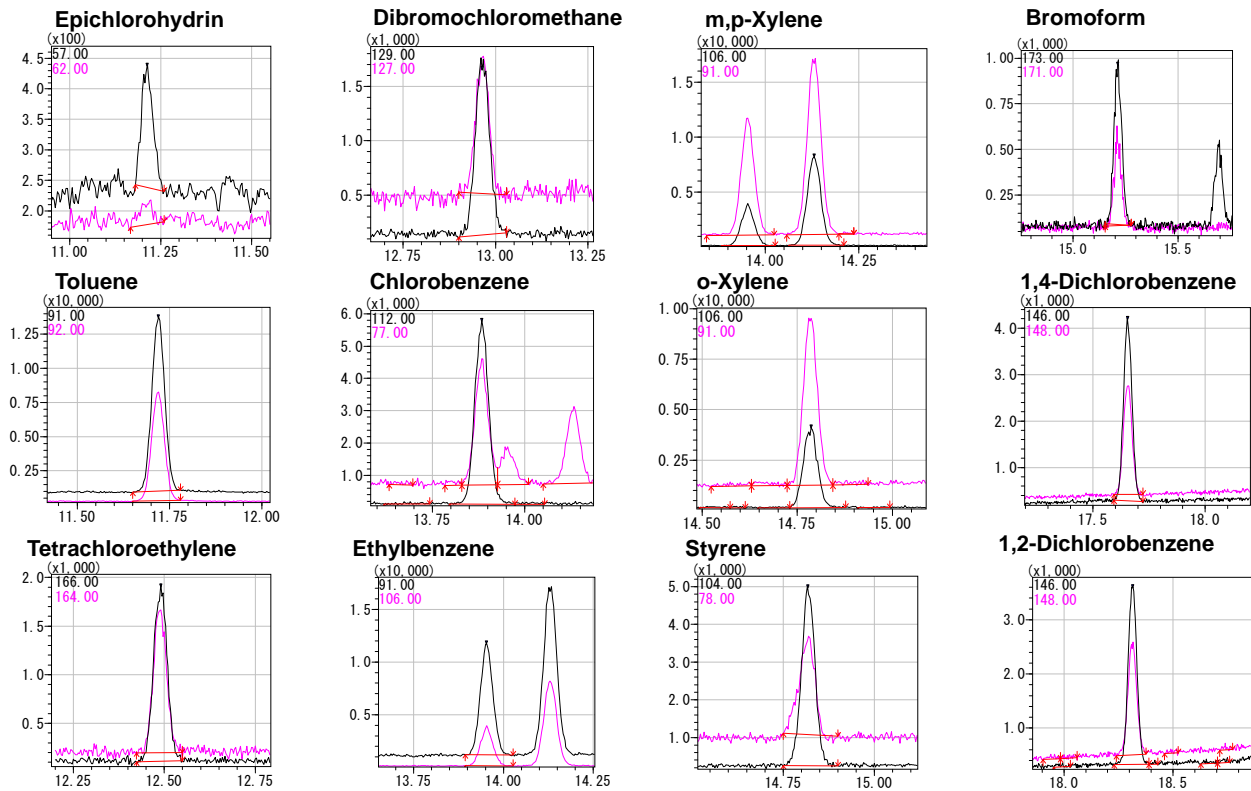 Epichlorohydrin
(x100)
57.00
62.00
4.5
4.0
3.5
3.0
2.5
2.0
11.00 11.25 11.50
Dibromochloromethane
(x1,000)
129.00
127.00
1.5
1.0
0.5
12.75 13.00 13.25
m,p-Xylene
(x10,000)
106.00
91.00
1.5
1.0
0.5
14.00 14.25
Bromoform
(x1,000)
173.00
171.00
1.00
0.75
0.50
0.25
15.0 15.5
Toluene
(x10,000)
91.00
92.00
1.25
1.00
0.75
0.50
0.25
11.50 11.75 12.00
Chlorobenzene
(x1,000)
112.00
77.00
6.0
5.0
4.0
3.0
2.0
1.0
13.75 14.00
o-Xylene
(x10,000)
106.00
91.00
1.00
0.75
0.50
0.25
14.50 14.75 15.00
1,4-Dichlorobenzene
(x1,000)
146.00
148.00
4.0
3.0
2.0
1.0
17.5 18.0
Tetrachloroethylene
(x1,000)
166.00
164.00
2.0
1.5
1.0
0.5
12.25 12.50 12.75
Ethylbenzene
(x10,000)
91.00
106.00
1.5
1.0
0.5
13.75 14.00 14.25
Styrene
(x1,000)
104.00
78.00
5.0
4.0
3.0
2.0
1.0
14.75 15.00
1,2-Dichlorobenzene
(x1,000)
146.00
148.00
3.0
2.0
1.0
18.0 18.5